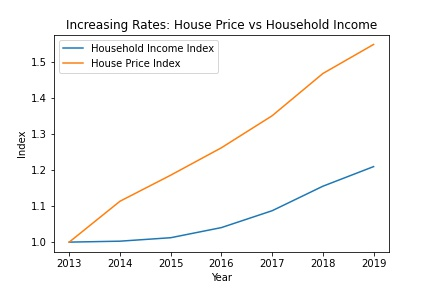 Increasing Rates: House Price vs Household Income
Household Income Index
House Price Index
1.5
1.4
1.3
1.2
1.1
1.0
Index
2013 2014 2015 2016 2017 2018 2019
Year